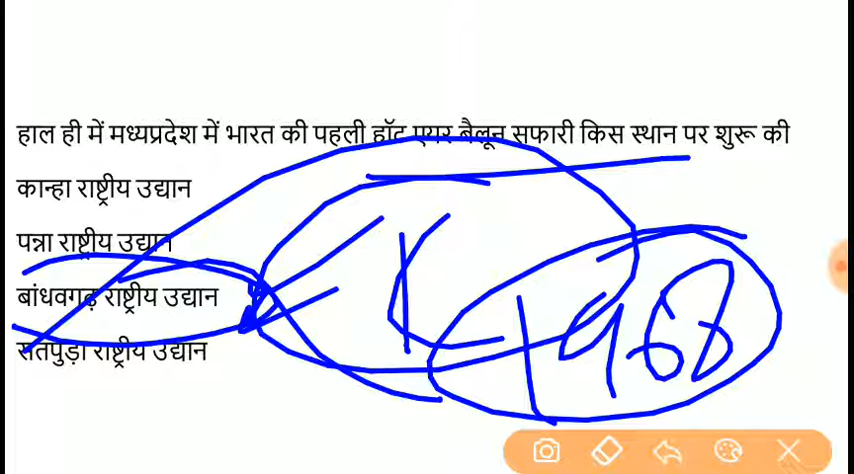 हाल ही में मध्यप्रदेश में भारत की पहली हॉट एयर बैलून सफारी किस स्थान पर शुरू की
कान्हा राष्ट्रीय उद्यान
पन्ना राष्ट्रीय उद्यान
बांधवगढ़ राष्ट्रीय उद्यान
सतपुड़ा राष्ट्रीय उद्यान
1968